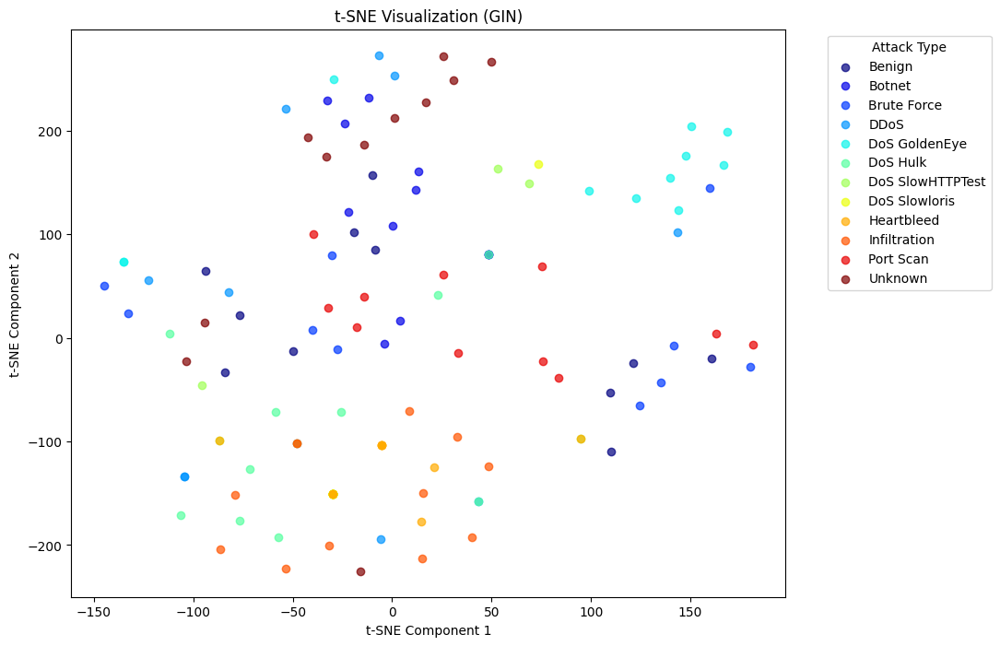 t-SNE Visualization (GIN)
Attack Type
Benign
Botnet
Brute Force
DDoS
DoS GoldenEye
DoS Hulk
DoS SlowHTTPTest
DoS Slowloris
Heartbleed
Infiltration
Port Scan
Unknown
t-SNE Component 2
200
100
0
−100
−200
−150
−100
−50
0
50
100
150
t-SNE Component 1